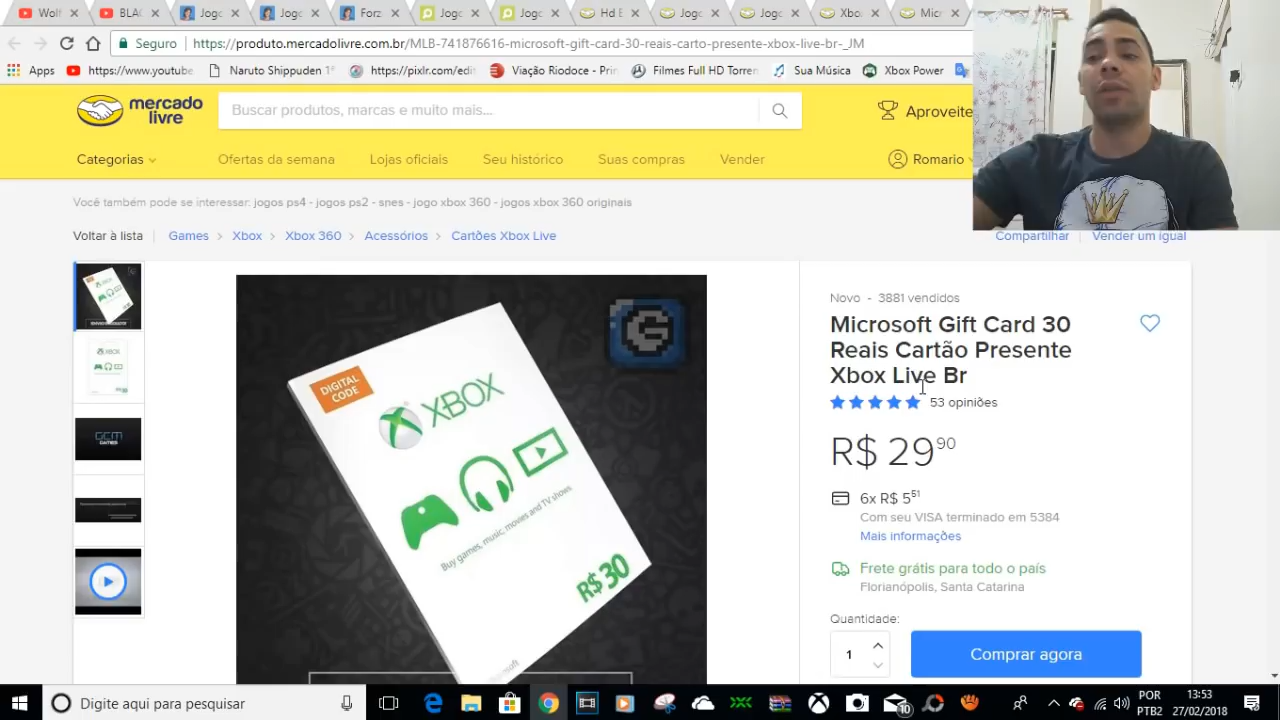 Wolf
BLAC
Jogo
Jogo
Forz
Jogo
Jogo
Hd E
Jogo
Jogo
Xbo
Micr
Seguro
https://produto.mercadolivre.com.br/MLB-741876616-microsoft-gift-card-30-reais-carto-presente-xbox-live-br-_JM
Apps
https://www.youtube
Naruto Shippuden 1ª
https://pixlr.com/edit
Viação Riodoce - Prin
Filmes Full HD Torren
Sua Música
Xbox Power
mercado
livre
Buscar produtos, marcas e muito mais...
Aproveite
Categorias
Ofertas da semana
Lojas oficiais
Seu histórico
Suas compras
Vender
Romario
Você também pode se interessar: jogos ps4 - jogos ps2 - snes - jogo xbox 360 - jogos xbox 360 originais
Voltar à lista
Games
Xbox
Xbox 360
Acessórios
Cartões Xbox Live
Compartilhar
Vender um igual
DIGITAL
CODE
XBOX
Buy games, music, movies and TV shows
R$ 30
G
XBOX
GCM
GAMES
Novo - 3881 vendidos
Microsoft Gift Card 30
Reais Cartão Presente
Xbox Live Br
53 opiniões
R$ 29 90
6x R$ 5 51
Com seu VISA terminado em 5384
Mais informações
Frete grátis para todo o país
Florianópolis, Santa Catarina
Quantidade:
1
Comprar agora
Digite aqui para pesquisar
10
POR
PTB2
13:53
27/02/2018